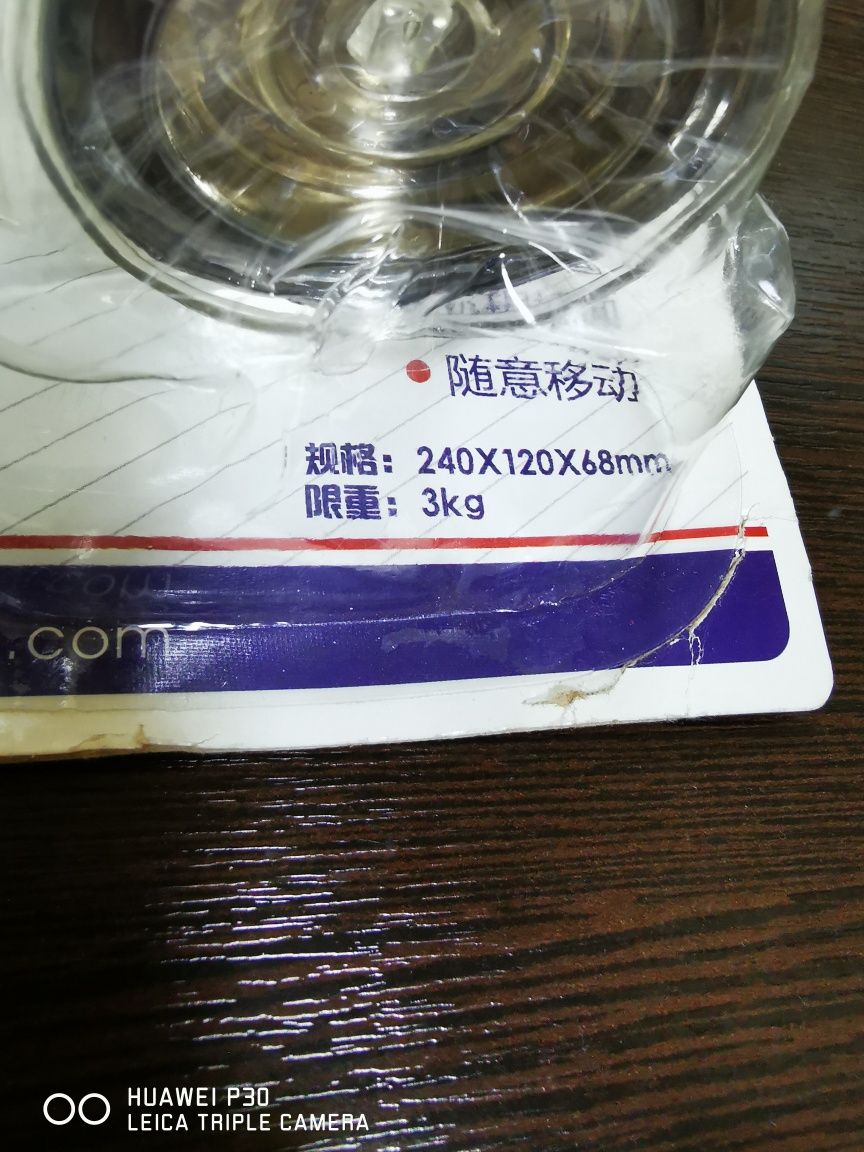 随意移动
规格: 240X120X68mm
限重: 3kg
.com
HUAWEI P30
LEICA TRIPLE CAMERA